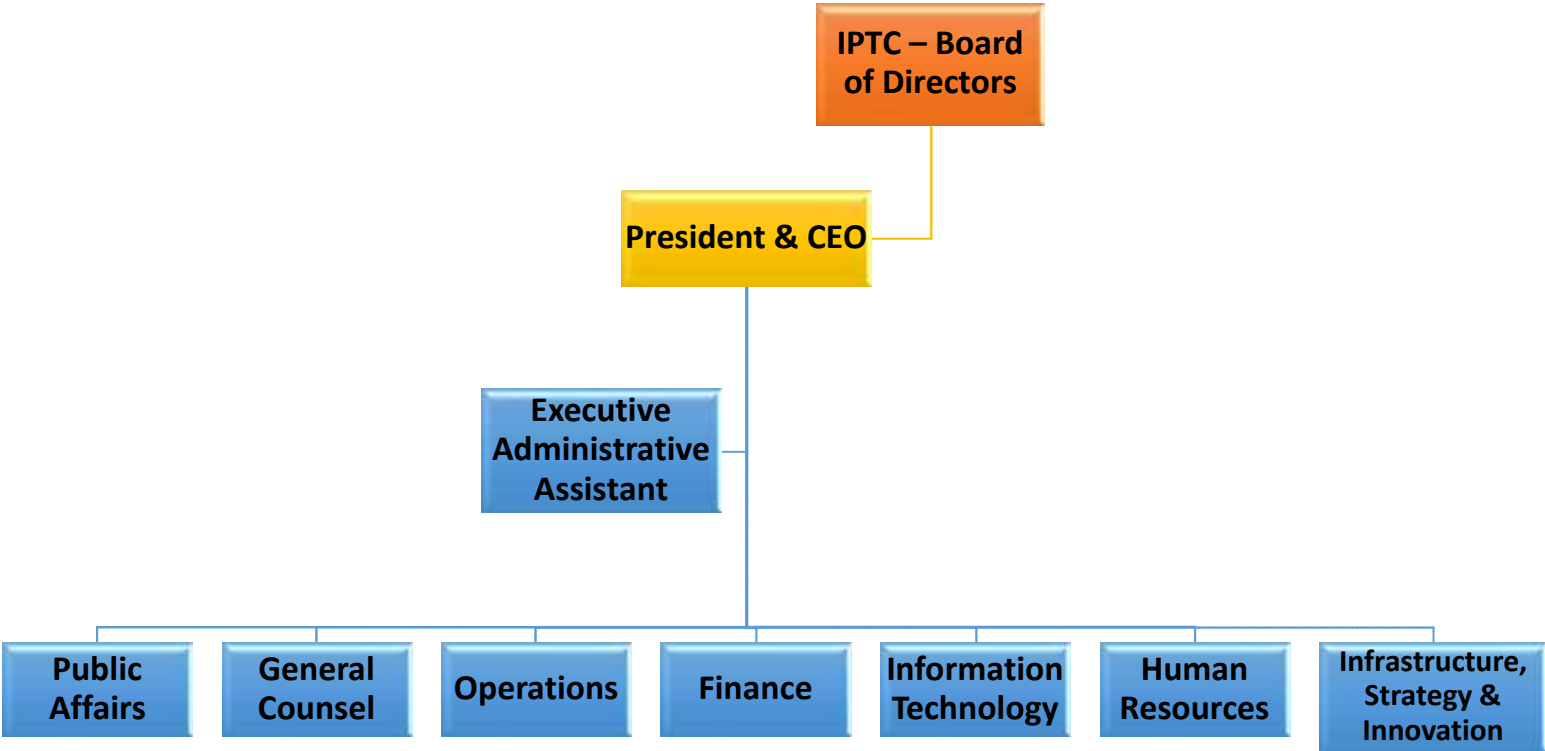 IPTC – Board
of Directors
President & CEO
Executive
Administrative
Assistant
Public
Affairs
General
Counsel
Operations
Finance
Information
Technology
Human
Resources
Infrastructure,
Strategy &
Innovation